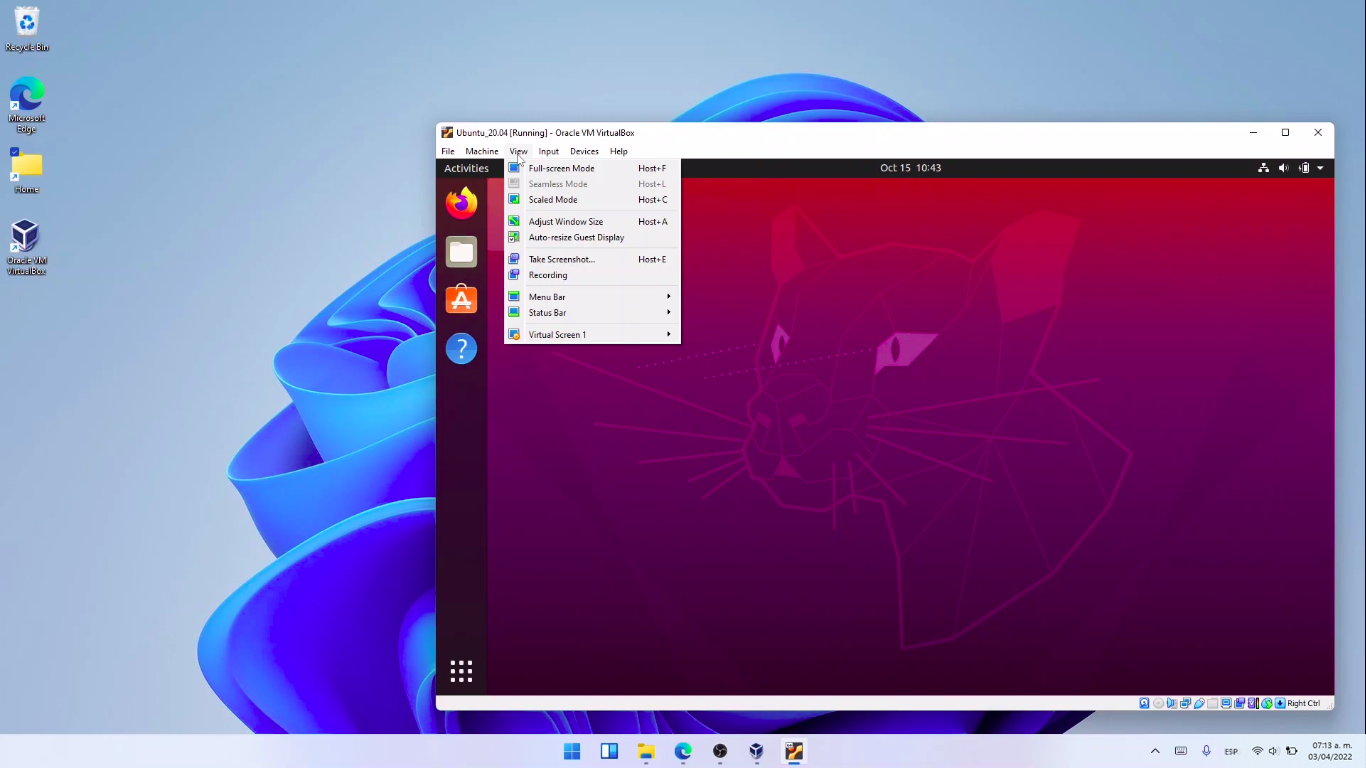 Recycle Bin
Microsoft
Edge
Home
Oracle VM
VirtualBox
Ubuntu_20.04 [Running] - Oracle VM VirtualBox
File Machine View Input Devices Help
Activities
Oct 15 10:43
Full-screen Mode Host+F
Seamless Mode Host+L
Scaled Mode Host+C
Adjust Window Size Host+A
Auto-resize Guest Display
Take Screenshot... Host+E
Recording
Menu Bar
Status Bar
Virtual Screen 1
?
Right Ctrl
ESP
07:13 a. m.
03/04/2022